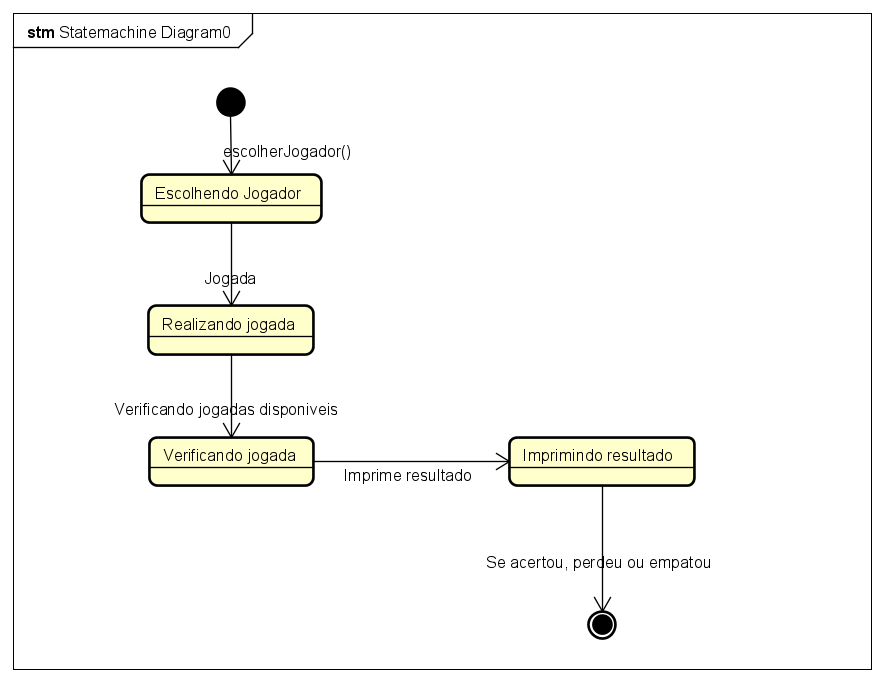 stm Statemachine Diagram0
escolherJogador()
Escolhendo Jogador
Jogada
Realizando jogada
Verificando jogadas disponiveis
Verificando jogada
Imprime resultado
Imprimindo resultado
Se acertou, perdeu ou empatou